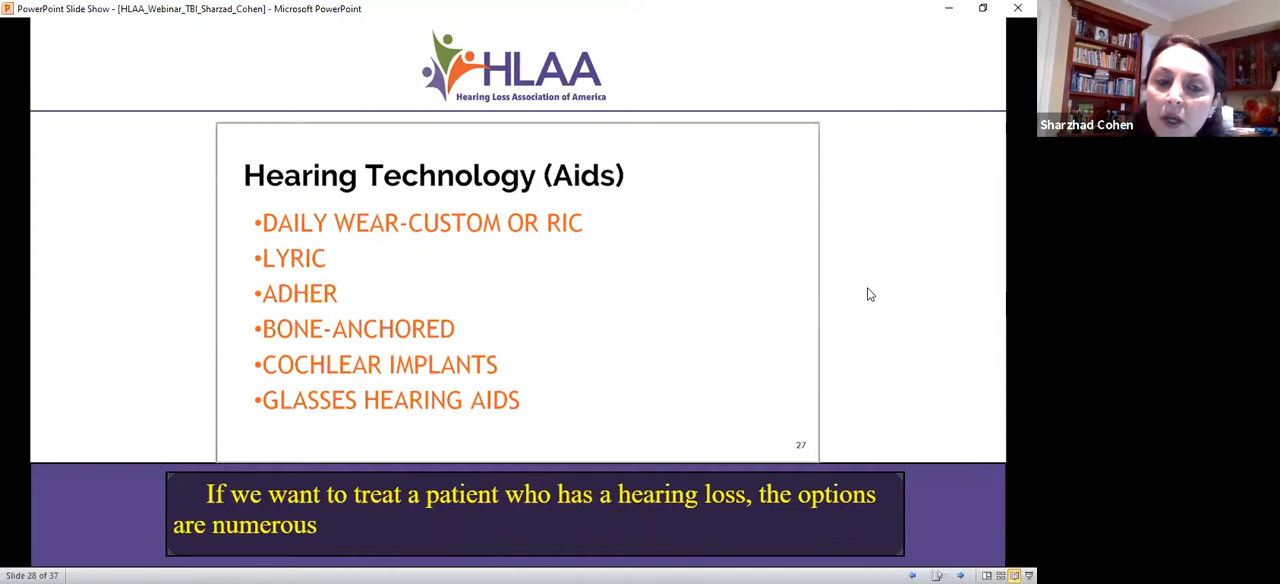 PowerPoint Slide Show - [HLAA_Webinar_TBI_Sharzad_Cohen] - Microsoft PowerPoint
HLAA
Hearing Loss Association of America
Sharzhad Cohen
Hearing Technology (Aids)
•DAILY WEAR-CUSTOM OR RIC
•LYRIC
•ADHER
•BONE-ANCHORED
•COCHLEAR IMPLANTS
•GLASSES HEARING AIDS
27
If we want to treat a patient who has a hearing loss, the options
are numerous
Slide 28 of 37